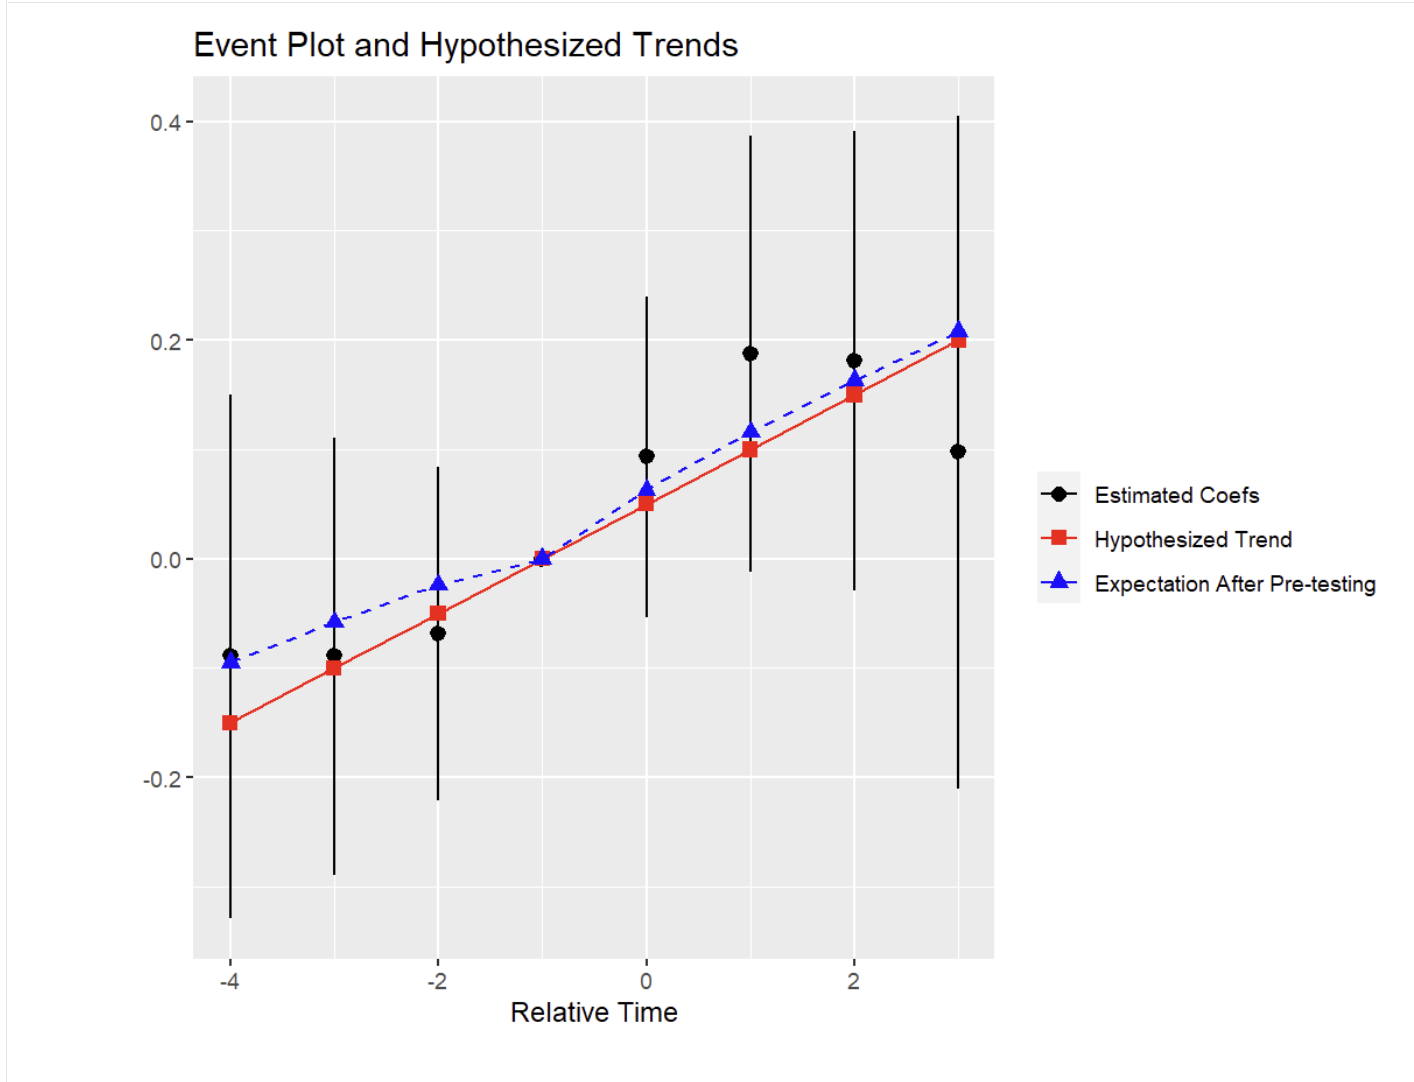 Event Plot and Hypothesized Trends
0.4
0.2
0.0
-0.2
-4
-2
0
2
Relative Time
Estimated Coefs
Hypothesized Trend
Expectation After Pre-testing